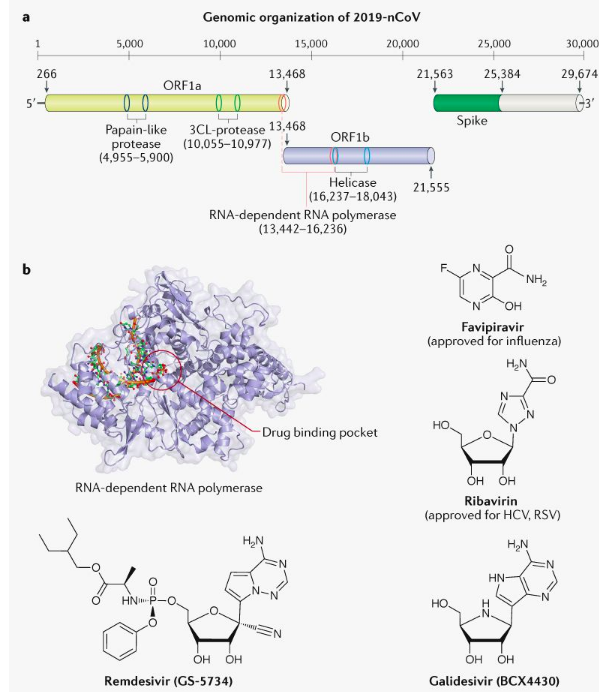 a
Genomic organization of 2019-nCoV
1 5,000 10,000 15,000 20,000 25,000 30,000
266 13,468 21,563 25,384 29,674
ORF1a
5′ 3′
Papain-like
protease
(4,955–5,900)
3CL-protease
(10,055–10,977)
13,468
Spike
ORF1b
Helicase
(16,237–18,043)
21,555
RNA-dependent RNA polymerase
(13,442–16,236)
b
Drug binding pocket
RNA-dependent RNA polymerase
F
N
N
O
NH₂
OH
Favipiravir
(approved for influenza)
H₂N
O
N
N
N
HO
O
OH OH
Ribavirin
(approved for HCV, RSV)
O
O
HN
P
O
O
O
O
H₂N
N
N
N
N
OH OH
Remdesivir (GS-5734)
H₂N
N
N
HN
HO
H
N
OH OH
Galidesivir (BCX4430)